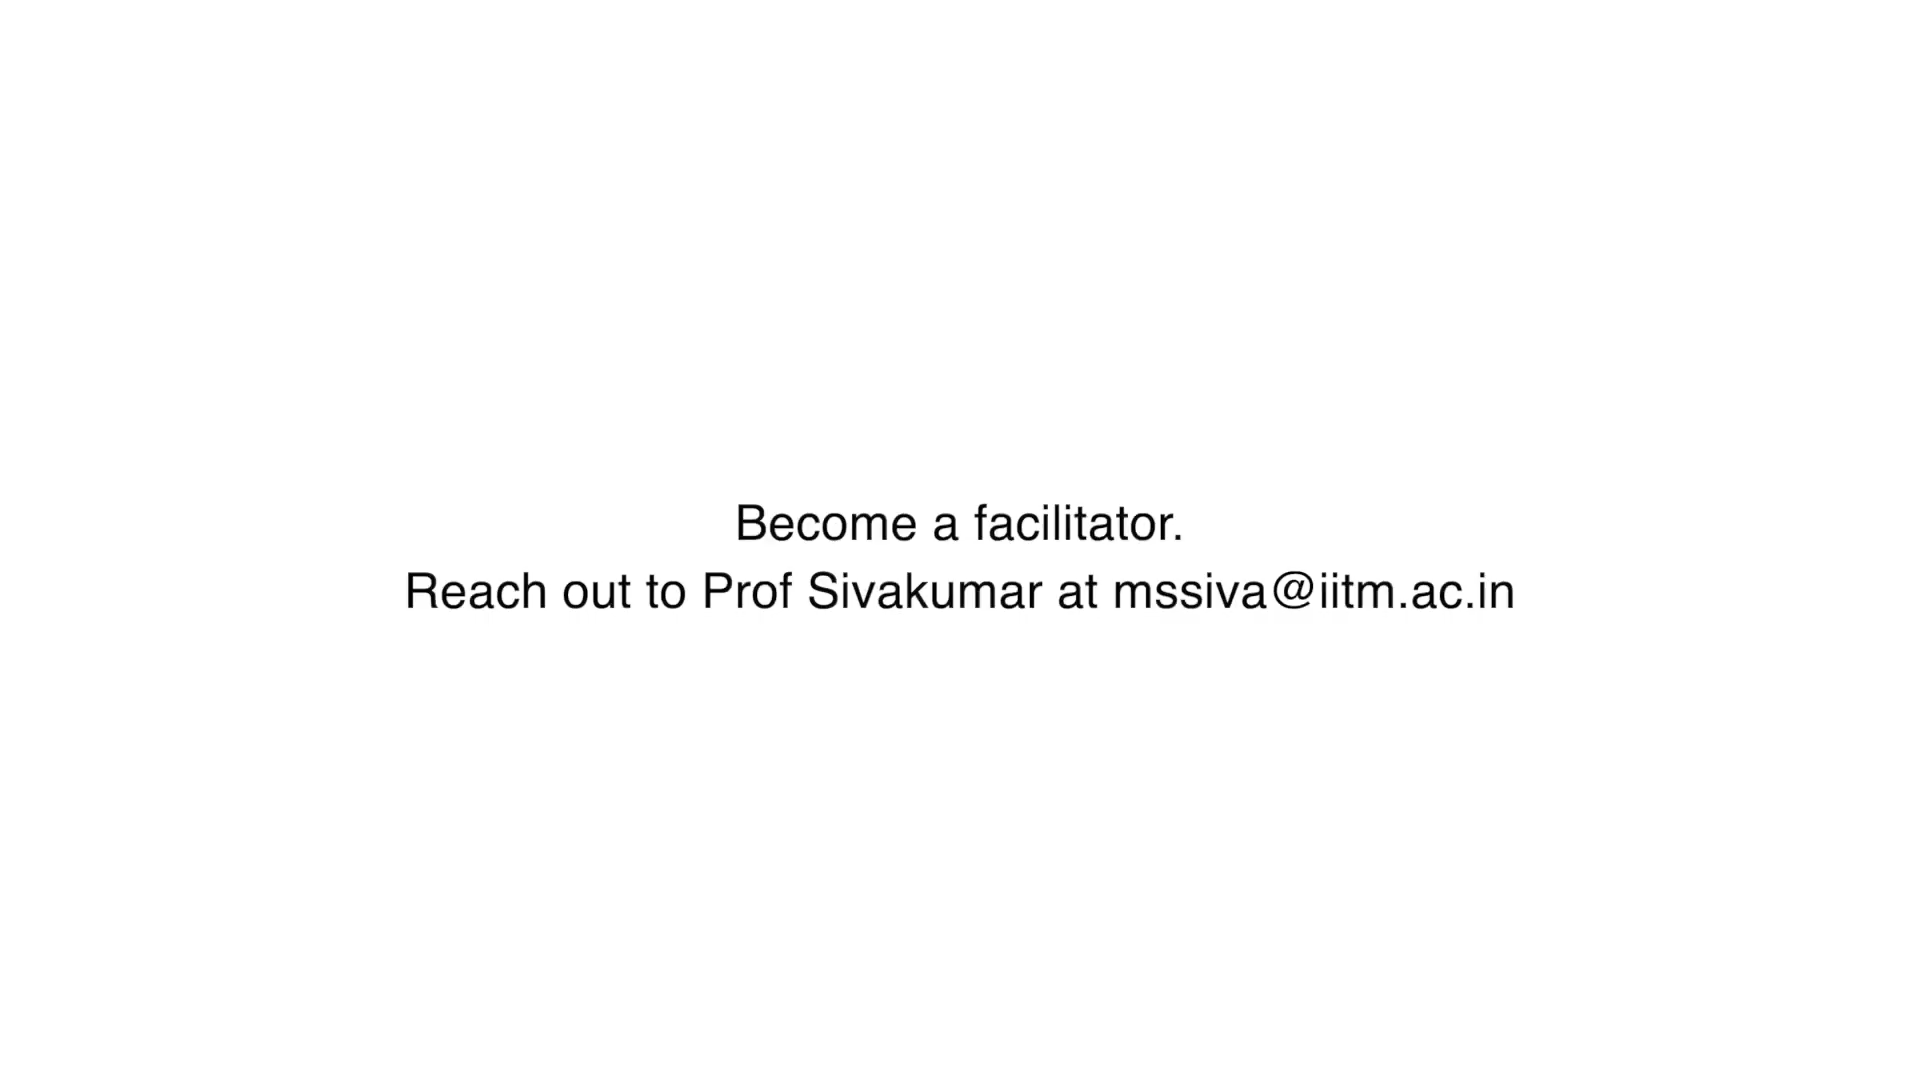 Become a facilitator.
Reach out to Prof Sivakumar at mssiva@iitm.ac.in